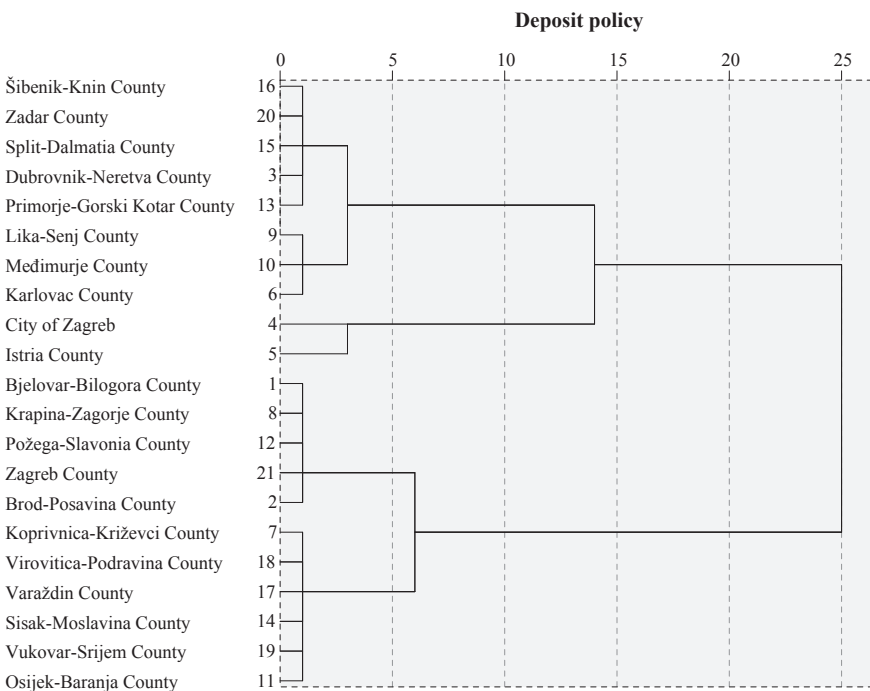 Deposit policy
0 5 10 15 20 25
Šibenik-Knin County 16
Zadar County 20
Split-Dalmatia County 15
Dubrovnik-Neretva County 3
Primorje-Gorski Kotar County 13
Lika-Senj County 9
Međimurje County 10
Karlovac County 6
City of Zagreb 4
Istria County 5
Bjelovar-Bilogora County 1
Krapina-Zagorje County 8
Požega-Slavonia County 12
Zagreb County 21
Brod-Posavina County 2
Koprivnica-Križevci County 7
Virovitica-Podravina County 18
Varaždin County 17
Sisak-Moslavina County 14
Vukovar-Srijem County 19
Osijek-Baranja County 11